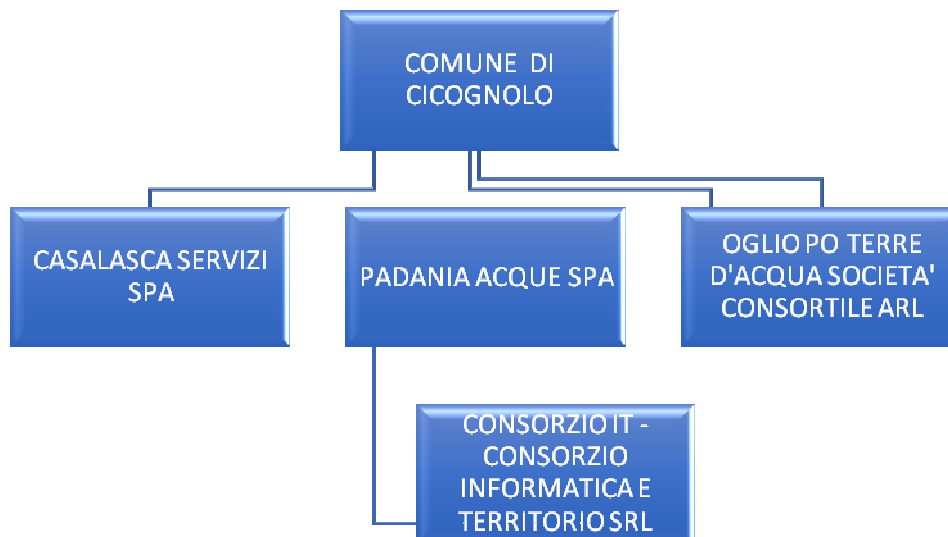 COMUNE DI
CICOGNOLO
CASALASCA SERVIZI
SPA
PADANIA ACQUE SPA
OGLIO PO TERRE
D'ACQUA SOCIETA'
CONSORTILE ARL
CONSORZIO IT -
CONSORZIO
INFORMATICA E
TERRITORIO SRL